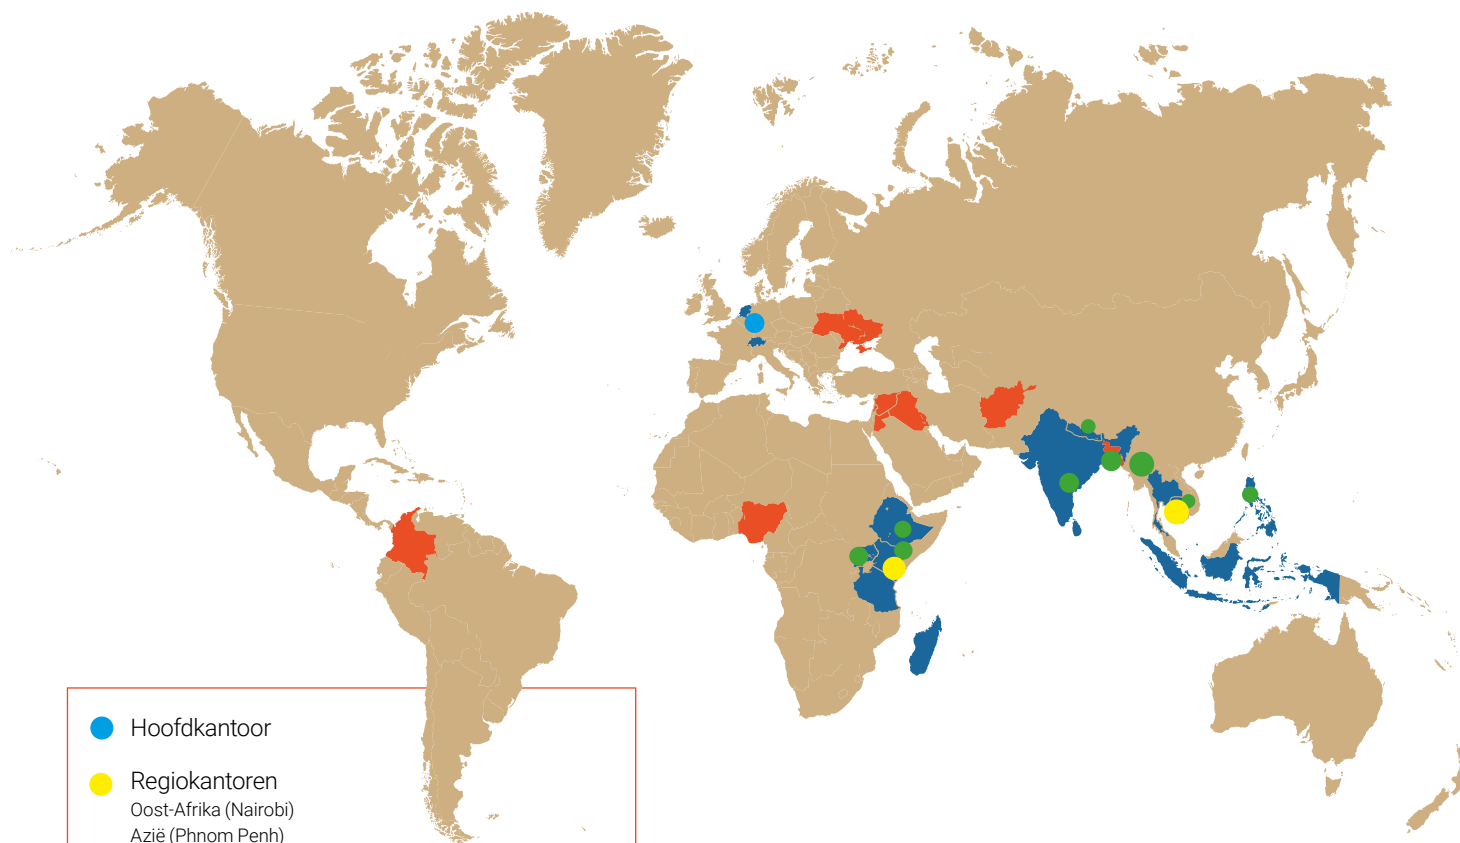 Hoofdkantoor
Regiokantoren
Oost-Afrika (Nairobi)
Azië (Phnom Penh)